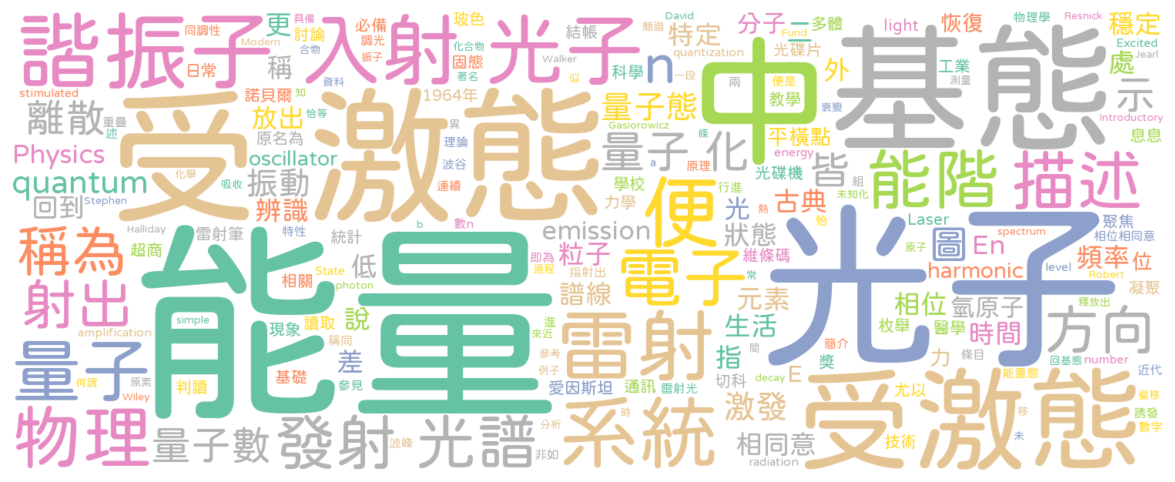 諧振子 入射光子 中 基態
受激態 能量 光子 受激態
同調性 具備 必備 調光 玻色 結帳 簡諧 David 分子 二 多體 light 恢復 物理學 Resnick 穩定
Modern 更 討論 合物 振子 化合物 固態 著名 Walker 似 特定 quantization 光碟片 一段 Fund 便是 兩
日常 稱 資料 科學 n 外 教學 工業 測量 Excited 處 Jearl
stimulated 諾貝爾 知 1964年 恰等 量子態 衰變 示 Introductory
離散 重疊 述 放出 原名為 異 理論 條 Gasiorowicz 平橫點 息息
Physics oscillator 化學 波谷 量子 化 a 原理 energy 光碟機 皆 能階 描述
quantum Stephen 振動 吸收 連續 學校 力學 行進 便 組 未知化
回到 辨識 光 熱 古典 恰 Laser 聚焦
Halliday 雷射筆 特性 b 數n emission 狀態 spectrum 相位相同意
稱為 超商 統計 即為 粒子 維條碼 原子 圖 En 頻率 位
相關 State 低 過程 指射出 電子 常 harmonic level Robert
射出 photon 譜線 元素 相位 氫原子 凝聚 釋放出
amplification simple 現象 讀取 說 進 來近 生活 枚舉 醫學 時間 方向
稱同 雷射 簡介 number 回基態
量子 何謂 原素 基礎 差 參考 例子 指 間 獎 力 條目
判讀 參見 愛因斯坦 通訊 雷射光 切科 decay E 能量態 近代
Wiley 激發 尤以 偏移
物理 量子數 發射 波峰 光譜 非如 系統 時 分析 移 未 誘發 數字
相同意 技術 radiation